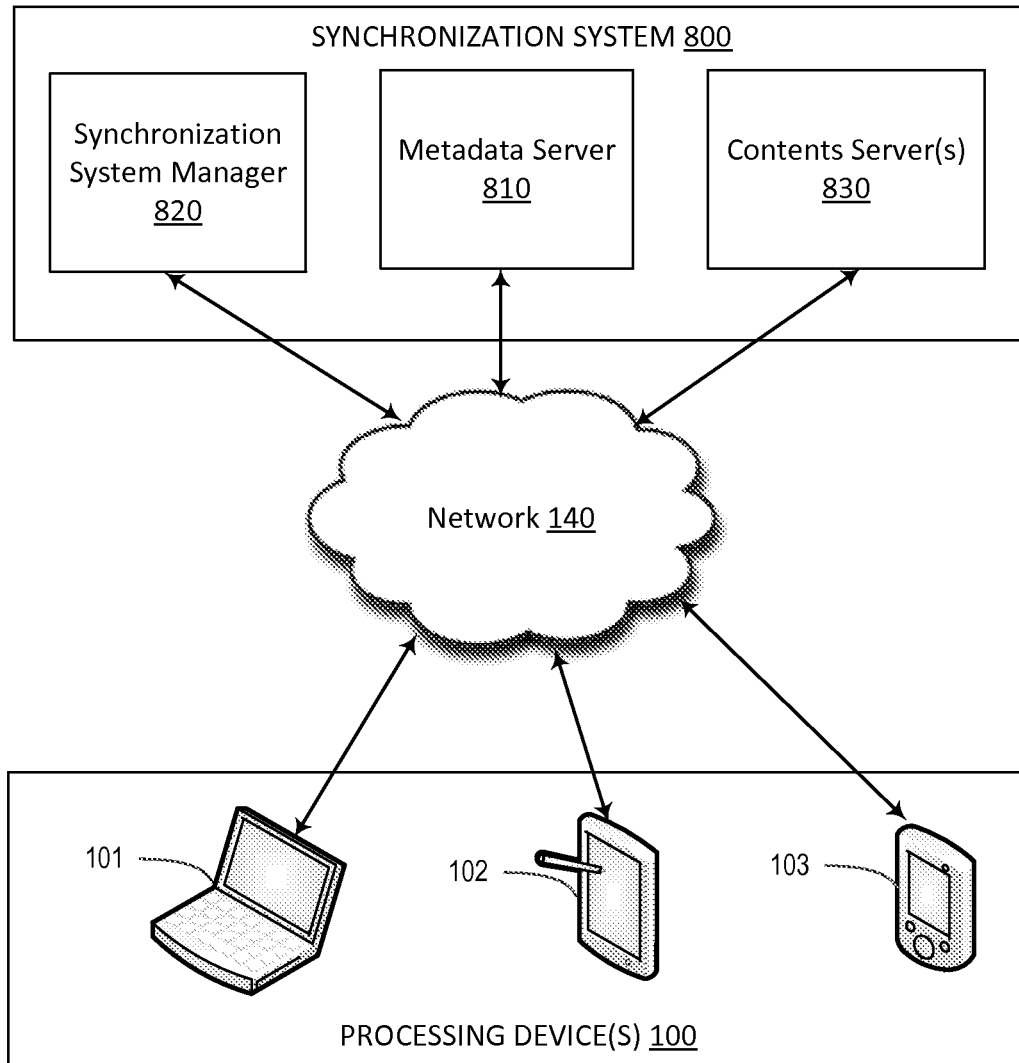 SYNCHRONIZATION SYSTEM 800
Synchronization
System Manager
820
Metadata Server
810
Contents Server(s)
830
Network 140
101
102
103
PROCESSING DEVICE(S) 100